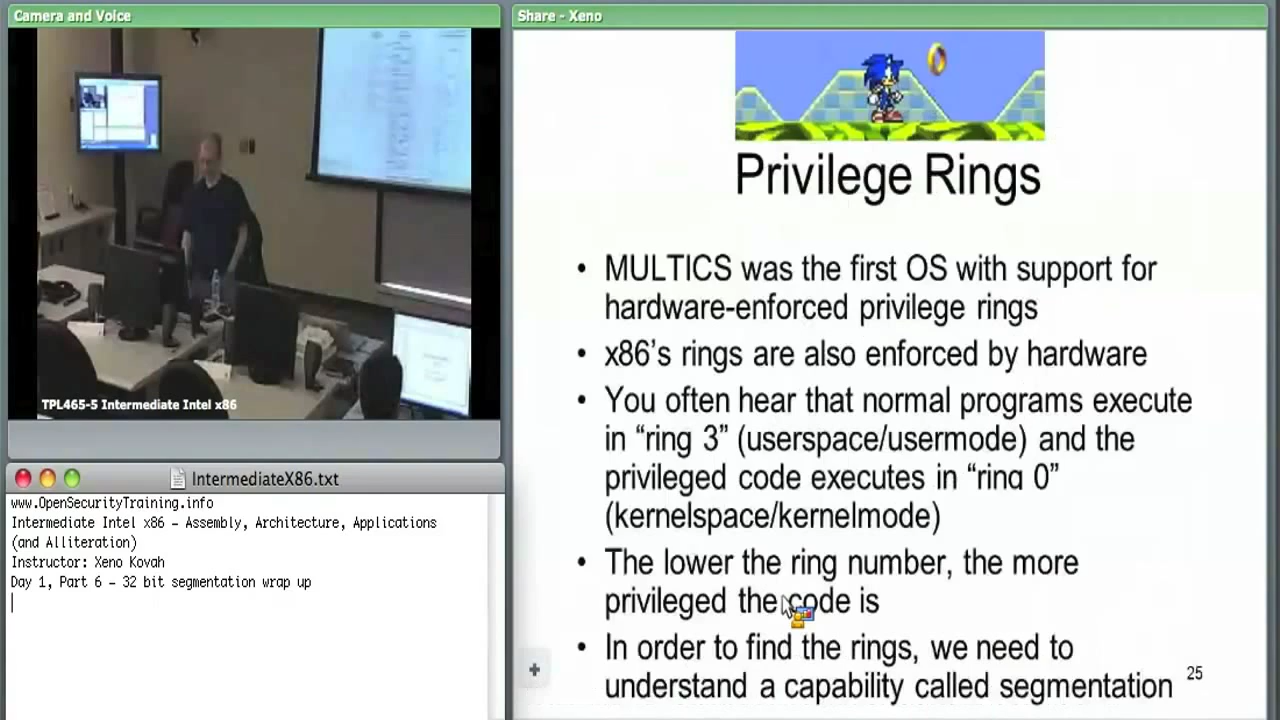 Camera and Voice
TPL465-5 Intermediate Intel x86
IntermediateX86.txt
www.OpenSecurityTraining.info
Intermediate Intel x86 – Assembly, Architecture, Applications
(and Alliteration)
Instructor: Xeno Kovah
Day 1, Part 6 – 32 bit segmentation wrap up
Share - Xeno
Privilege Rings
• MULTICS was the first OS with support for
hardware-enforced privilege rings
• x86’s rings are also enforced by hardware
• You often hear that normal programs execute
in “ring 3” (userspace/usermode) and the
privileged code executes in “ring 0”
(kernelspace/kernelmode)
• The lower the ring number, the more
privileged the code is
• In order to find the rings, we need to
understand a capability called segmentation
25